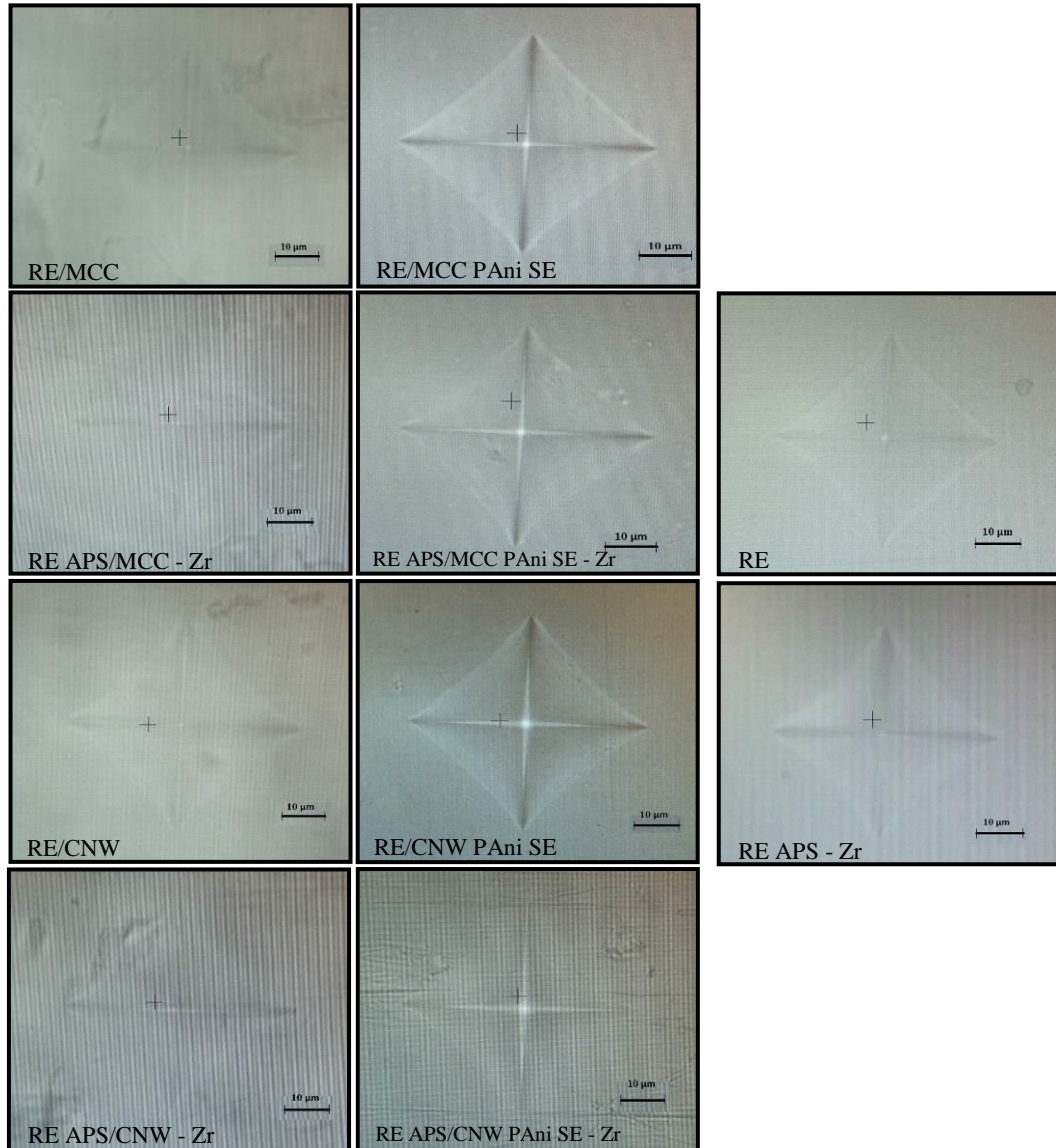 10 µm
RE/MCC
10 µm
RE/MCC PAni SE
10 µm
RE APS/MCC - Zr
10 µm
RE APS/MCC PAni SE - Zr
10 µm
RE
10 µm
RE/CNW
10 µm
RE/CNW PAni SE
10 µm
RE APS - Zr
10 µm
RE APS/CNW - Zr
10 µm
RE APS/CNW PAni SE - Zr